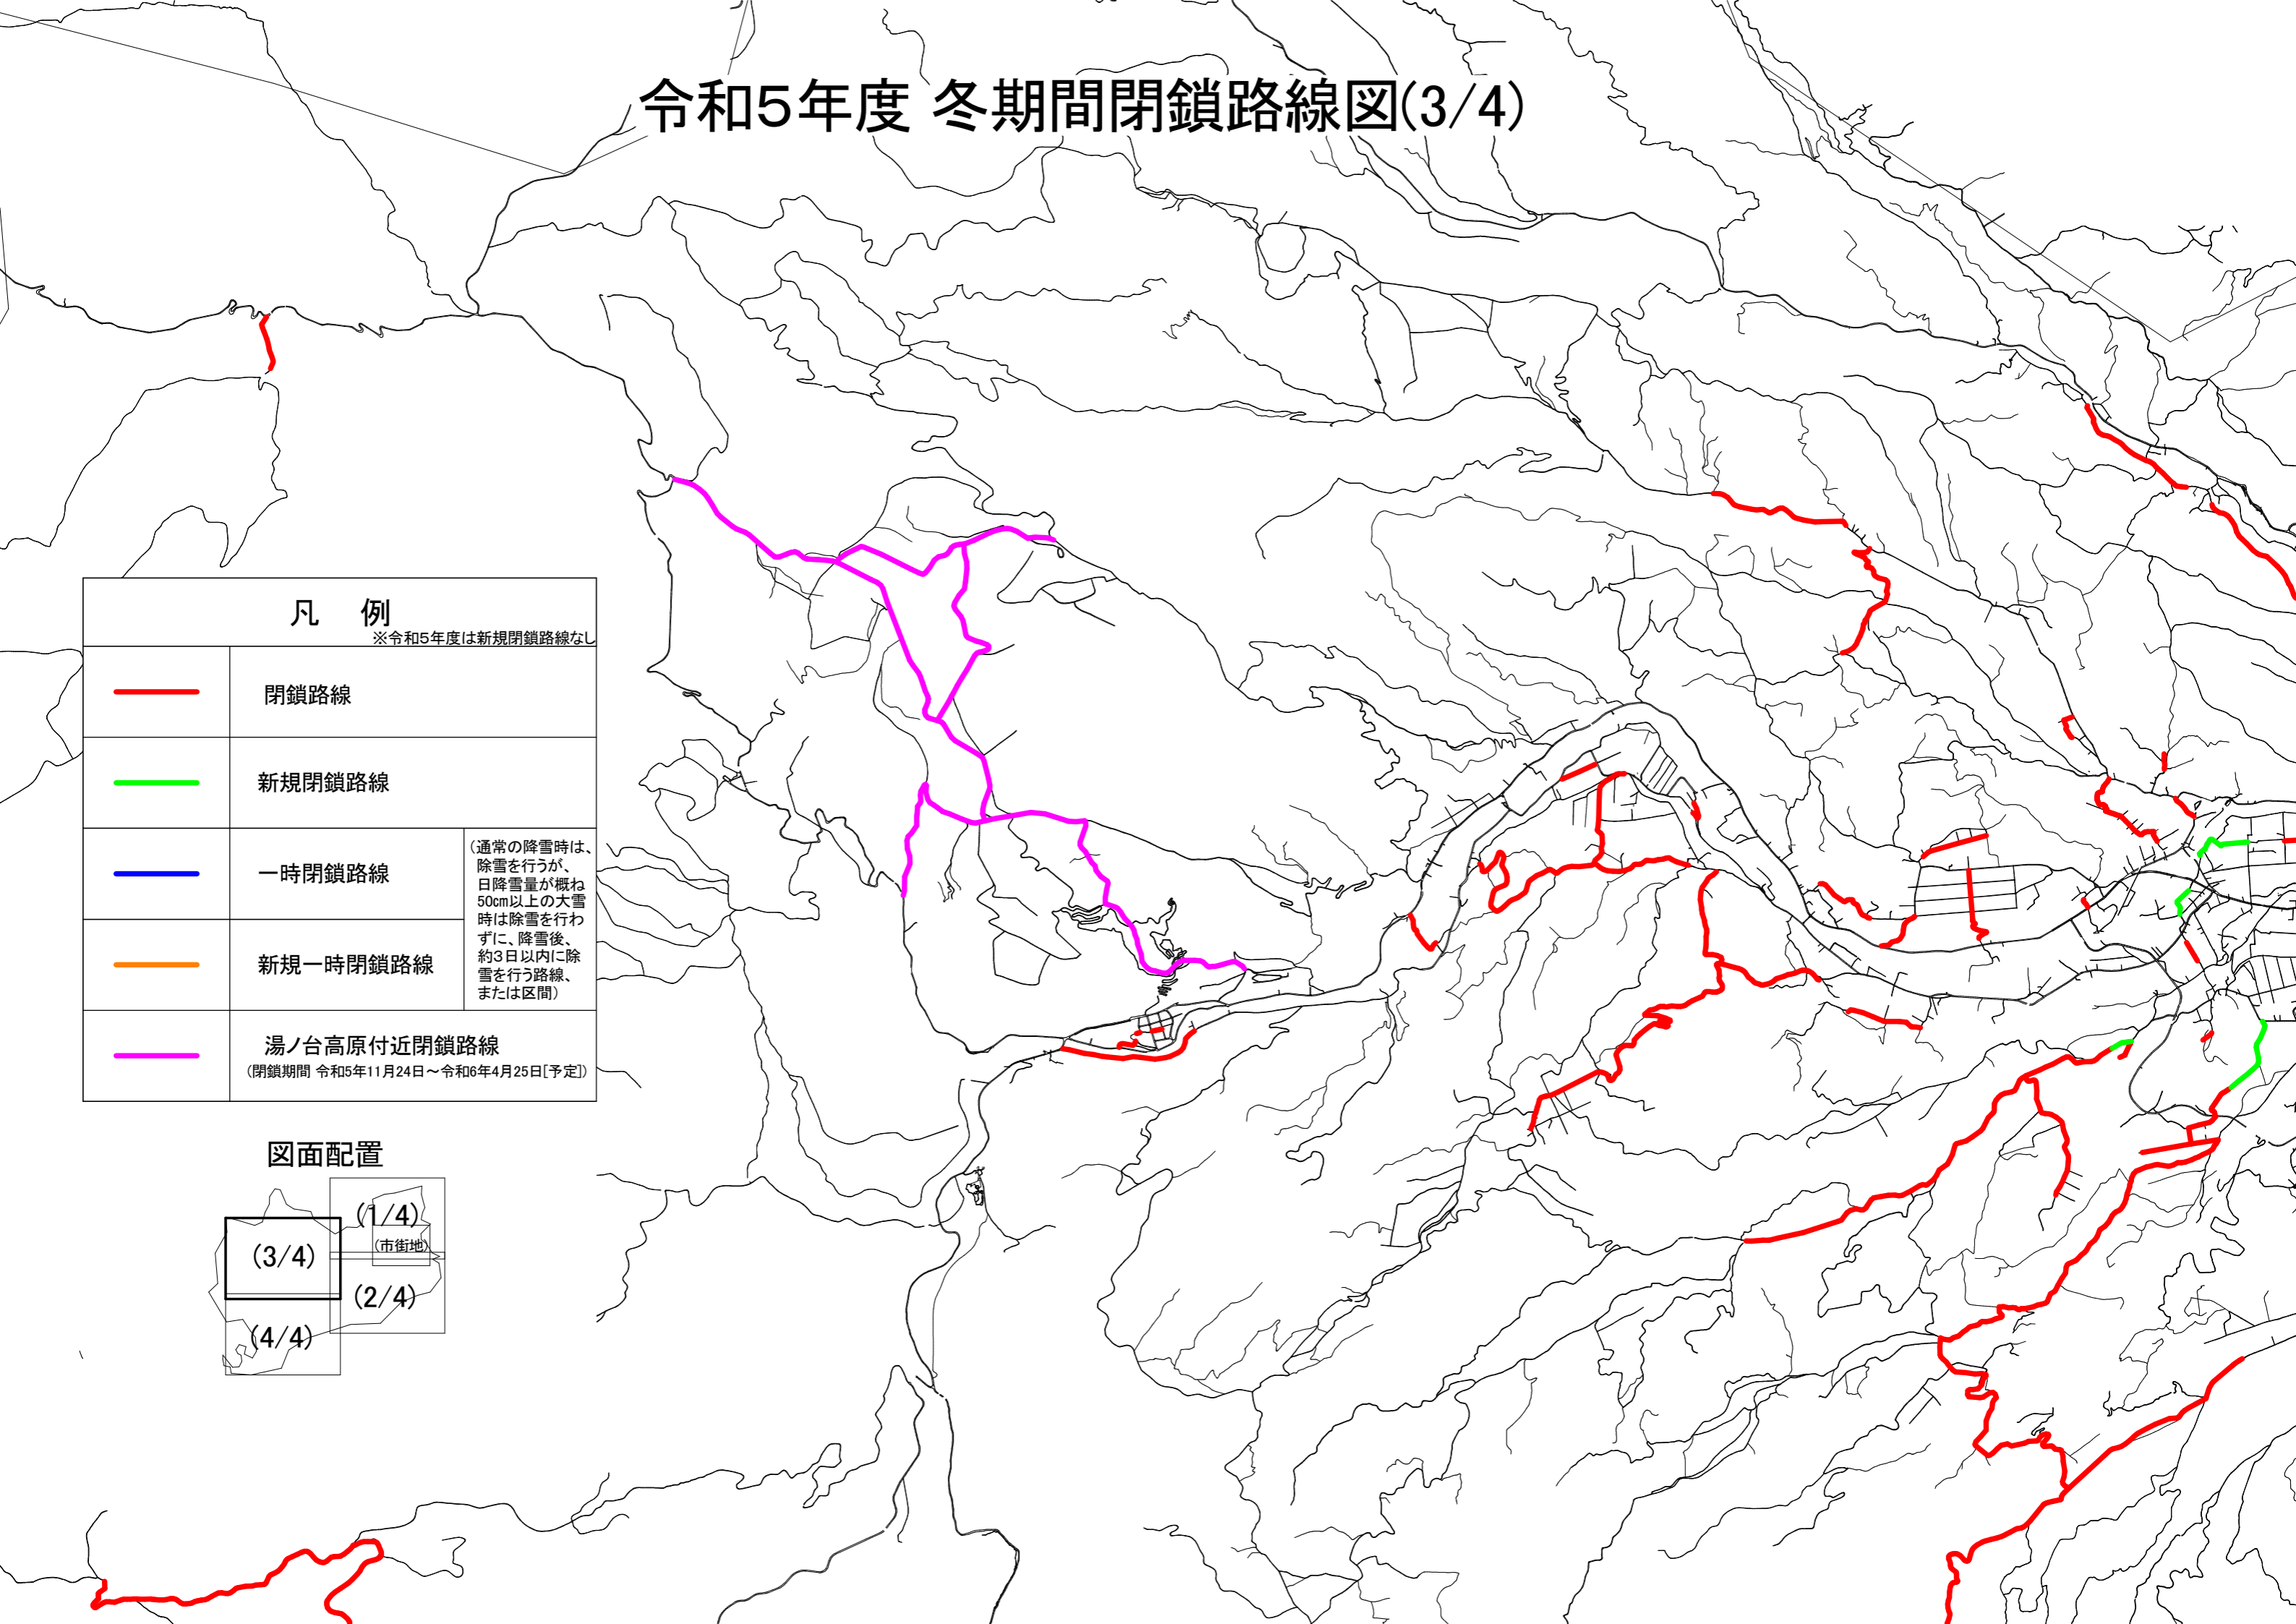 令和5年度 冬期間閉鎖路線図(3/4)
凡 例
※令和5年度は新規閉鎖路線なし
閉鎖路線
新規閉鎖路線
一時閉鎖路線
新規一時閉鎖路線
(通常の降雪時は、
除雪を行うが、
日降雪量が概ね
50cm以上の大雪
時は除雪を行わ
ずに、降雪後、
約3日以内に除
雪を行う路線、
または区間)
湯ノ台高原付近閉鎖路線
(閉鎖期間 令和5年11月24日～令和6年4月25日[予定])
図面配置
(1/4)
(市街地)
(3/4)
(2/4)
(4/4)